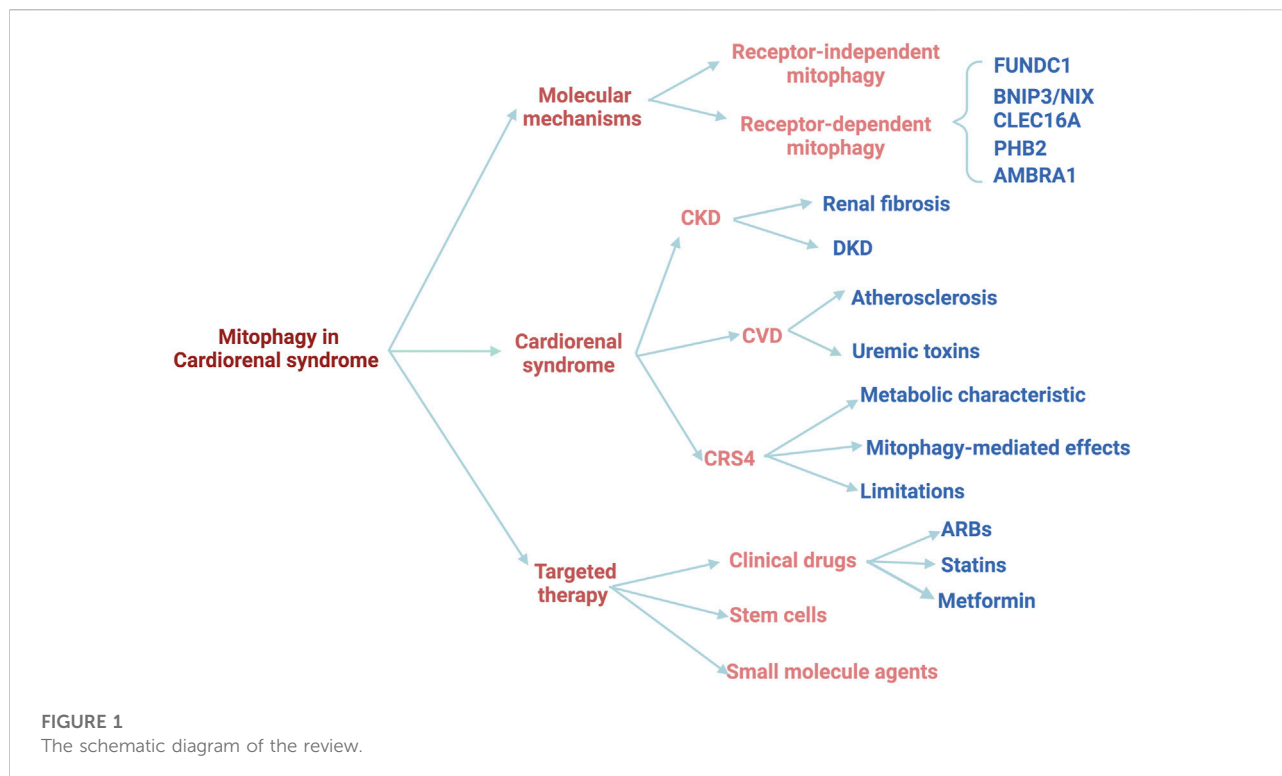 Mitophagy in
Cardiorenal syndrome
Molecular
mechanisms
Receptor-independent
mitophagy
Receptor-dependent
mitophagy
FUNDC1
BNIP3/NIX
CLEC16A
PHB2
AMBRA1
Cardiorenal
syndrome
CKD
Renal fibrosis
DKD
CVD
Atherosclerosis
Uremic toxins
CRS4
Metabolic characteristic
Mitophagy-mediated effects
Limitations
Targeted
therapy
Clinical drugs
ARBs
Statins
Metformin
Stem cells
Small molecule agents
FIGURE 1
The schematic diagram of the review.